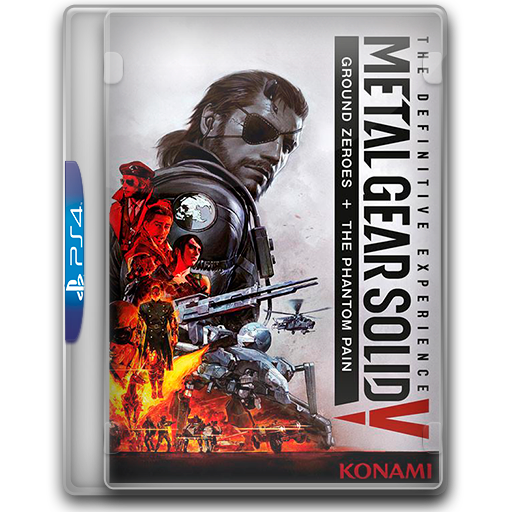 THE DEFINITIVE EXPERIENCE
METAL GEAR SOLID V
GROUND ZEROES + THE PHANTOM PAIN
PS4
KONAMI